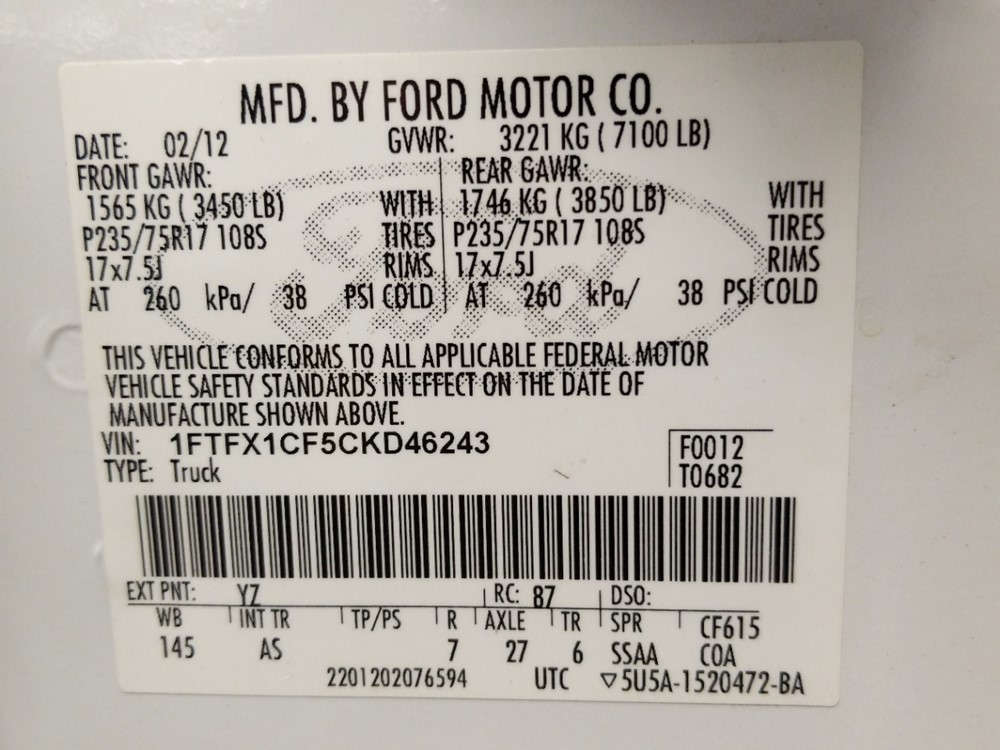 MFD. BY FORD MOTOR CO.
DATE: 02/12 GVWR: 3221 KG ( 7100 LB)
FRONT GAWR: REAR GAWR:
1565 KG ( 3450 LB) WITH 1746 KG ( 3850 LB) WITH
P235/75R17 108S TIRES P235/75R17 108S TIRES
17x7.5J RIMS 17x7.5J RIMS
AT 260 kPa/ 38 PSI COLD AT 260 kPa/ 38 PSI COLD
Ford
THIS VEHICLE CONFORMS TO ALL APPLICABLE FEDERAL MOTOR
VEHICLE SAFETY STANDARDS IN EFFECT ON THE DATE OF
MANUFACTURE SHOWN ABOVE.
VIN: 1FTFX1CF5CKD46243 F0012
TYPE: Truck T0682
EXT PNT: YZ RC: 87 DSO:
WB INT TR TP/PS R AXLE TR SPR CF615
145 AS 7 27 6 SSAA COA
2201202076594 UTC ▽5U5A-1520472-BA